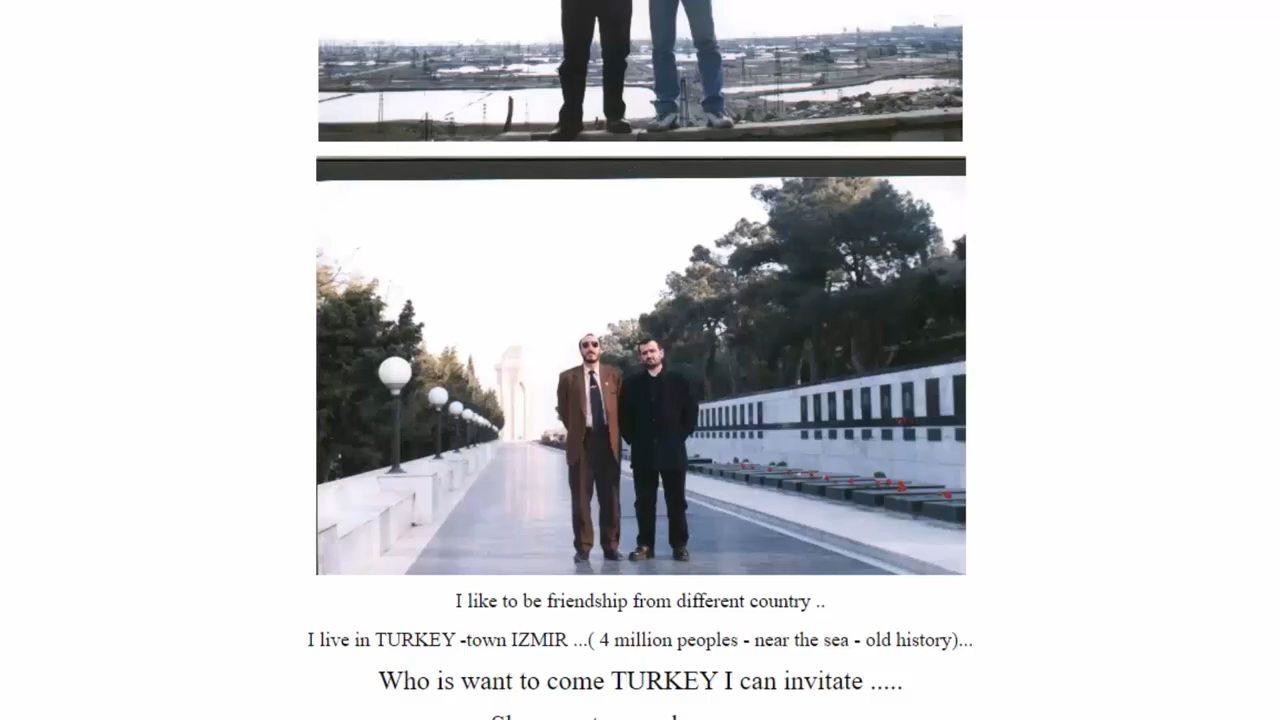 I like to be friendship from different country ..
I live in TURKEY -town IZMIR ...( 4 million peoples - near the sea - old history)...
Who is want to come TURKEY I can invitate .....